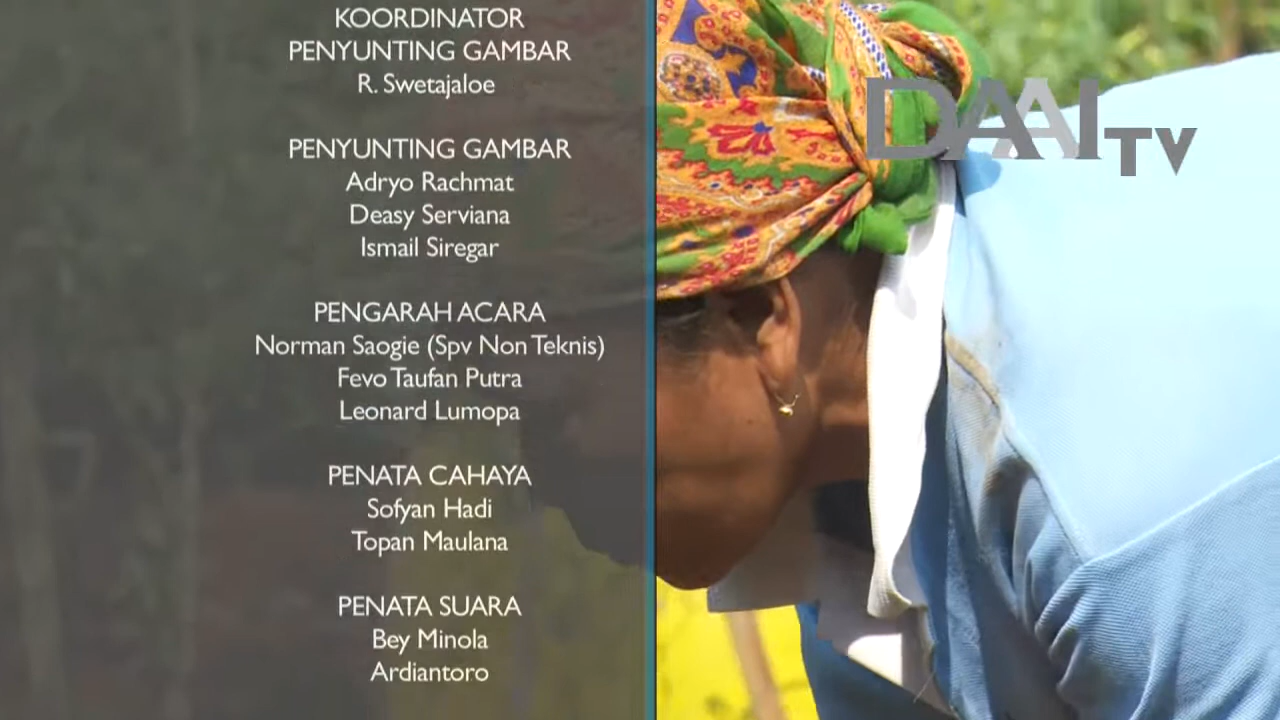 KOORDINATOR
PENYUNTING GAMBAR
R. Swetajaloe
PENYUNTING GAMBAR
Adryo Rachmat
Deasy Serviana
Ismail Siregar
PENGARAH ACARA
Norman Saogie (Spv Non Teknis)
Fevo Taufan Putra
Leonard Lumopa
PENATA CAHAYA
Sofyan Hadi
Topan Maulana
PENATA SUARA
Bey Minola
Ardiantoro
DAAI TV